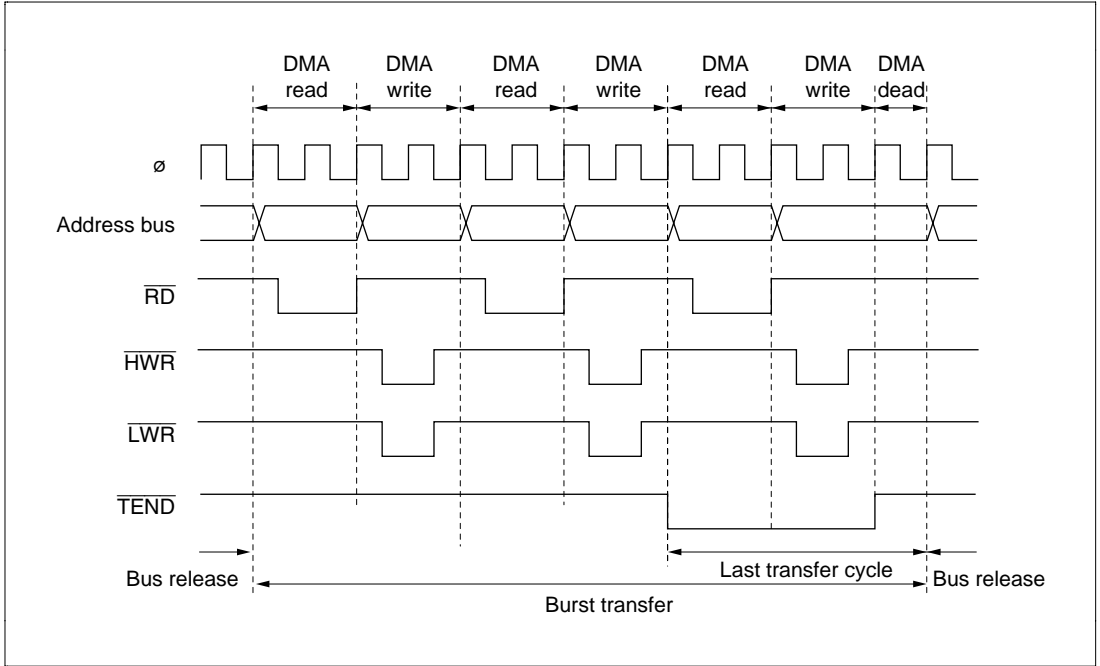 DMA read
DMA write
DMA read
DMA write
DMA read
DMA write
DMA dead
ø
Address bus
RD
HWR
LWR
TEND
Bus release
Last transfer cycle
Bus release
Burst transfer